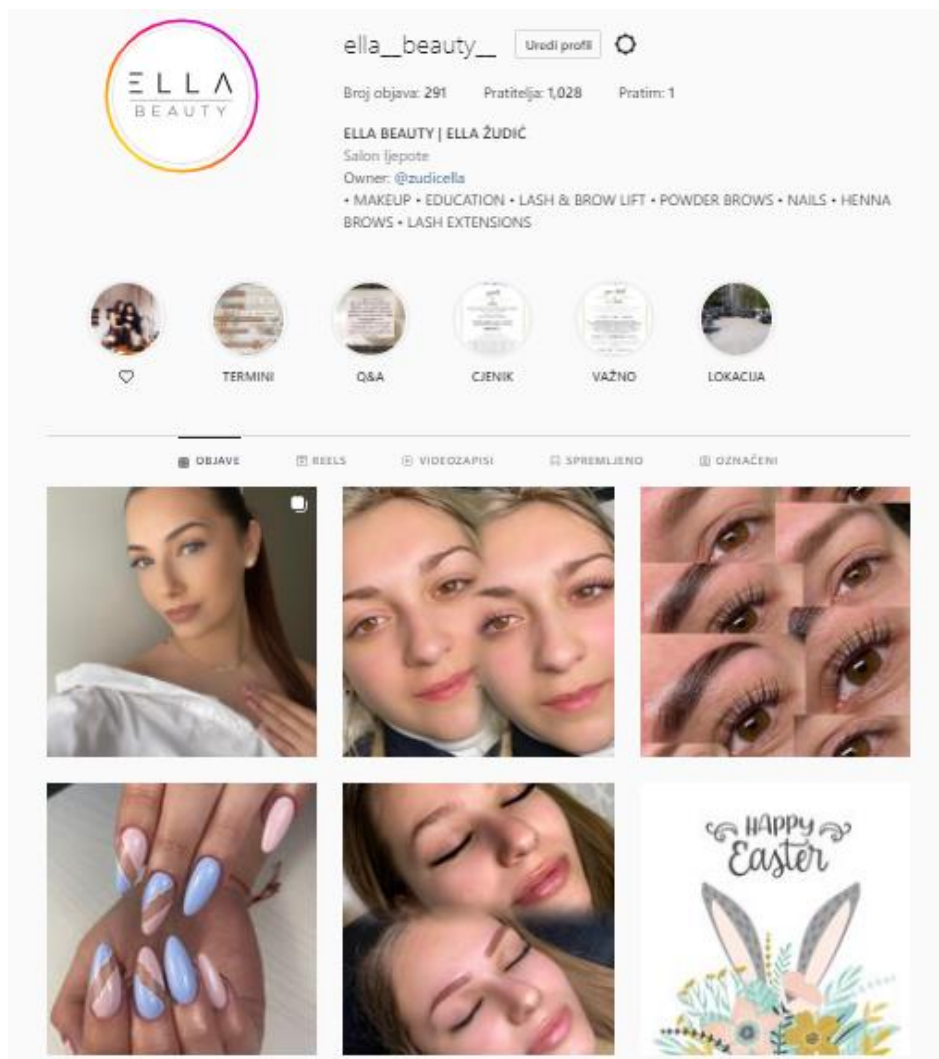 ELLA
BEAUTY
ella__beauty__ Uredi profil
Broj objava: 291 Pratitelja: 1,028 Pratim: 1
ELLA BEAUTY | ELLA ŽUDIĆ
Salon ljepote
Owner: @zudicella
• MAKEUP • EDUCATION • LASH & BROW LIFT • POWDER BROWS • NAILS • HENNA
BROWS • LASH EXTENSIONS
TERMINI Q&A CJENIK VAŽNO LOKACIJA
OBJAVE REELS VIDEOZAPISI SPREMLJENO OZNAČENI
HAPPY
Easter